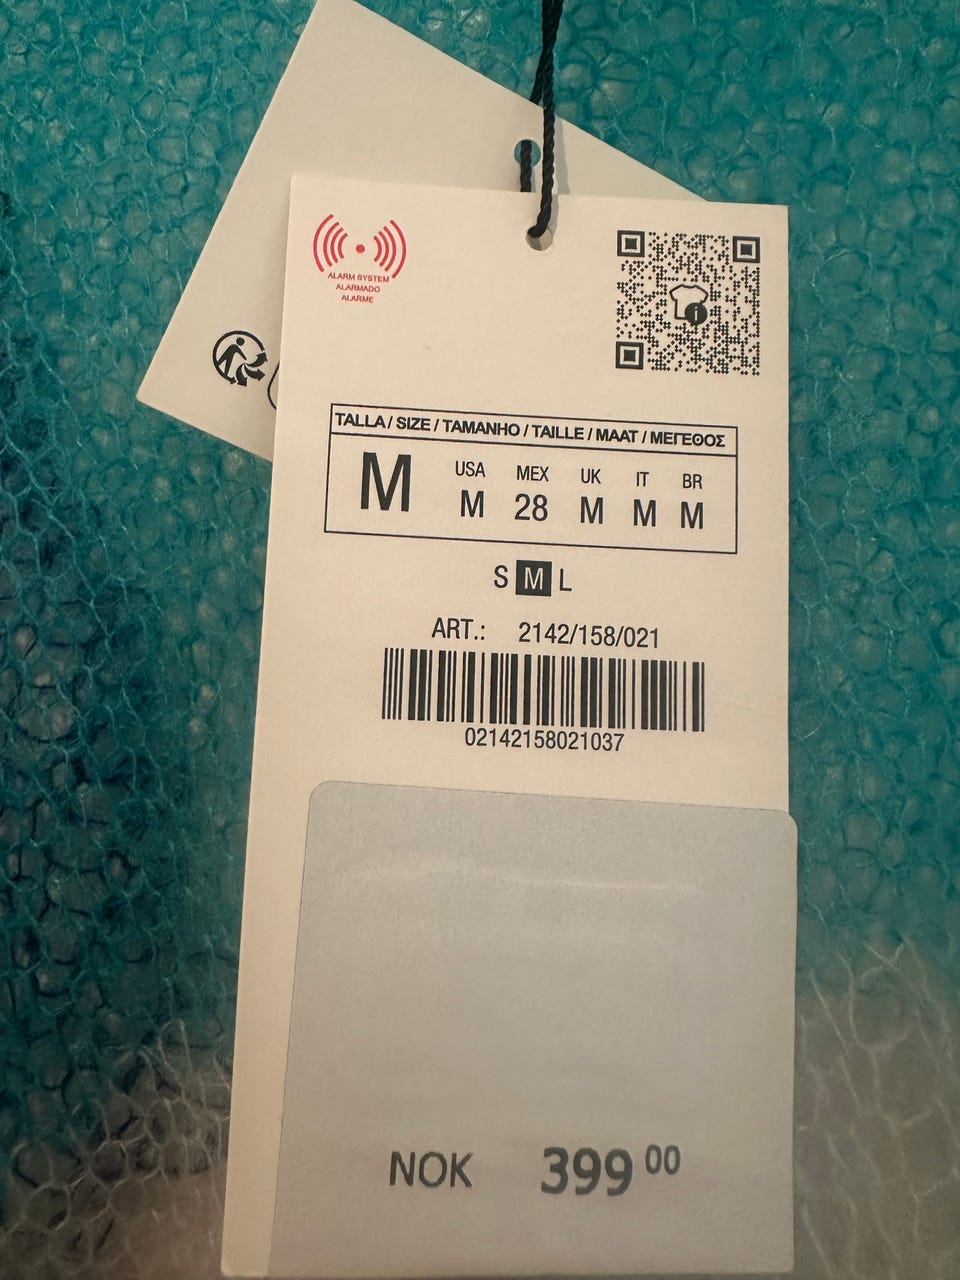 ALARM SYSTEM
ALARMADO
ALARME
i
TALLA / SIZE / TAMANHO / TAILLE / MAAT / ΜΕΓΕΘΟΣ
M USA MEX UK IT BR
M 28 M M M
S M L
ART.: 2142/158/021
02142158021037
NOK 399 00